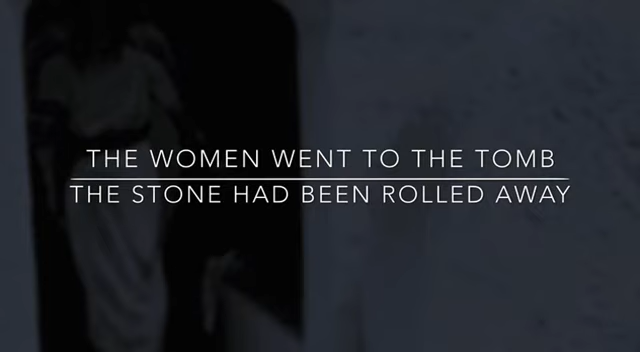 THE WOMEN WENT TO THE TOMB
THE STONE HAD BEEN ROLLED AWAY